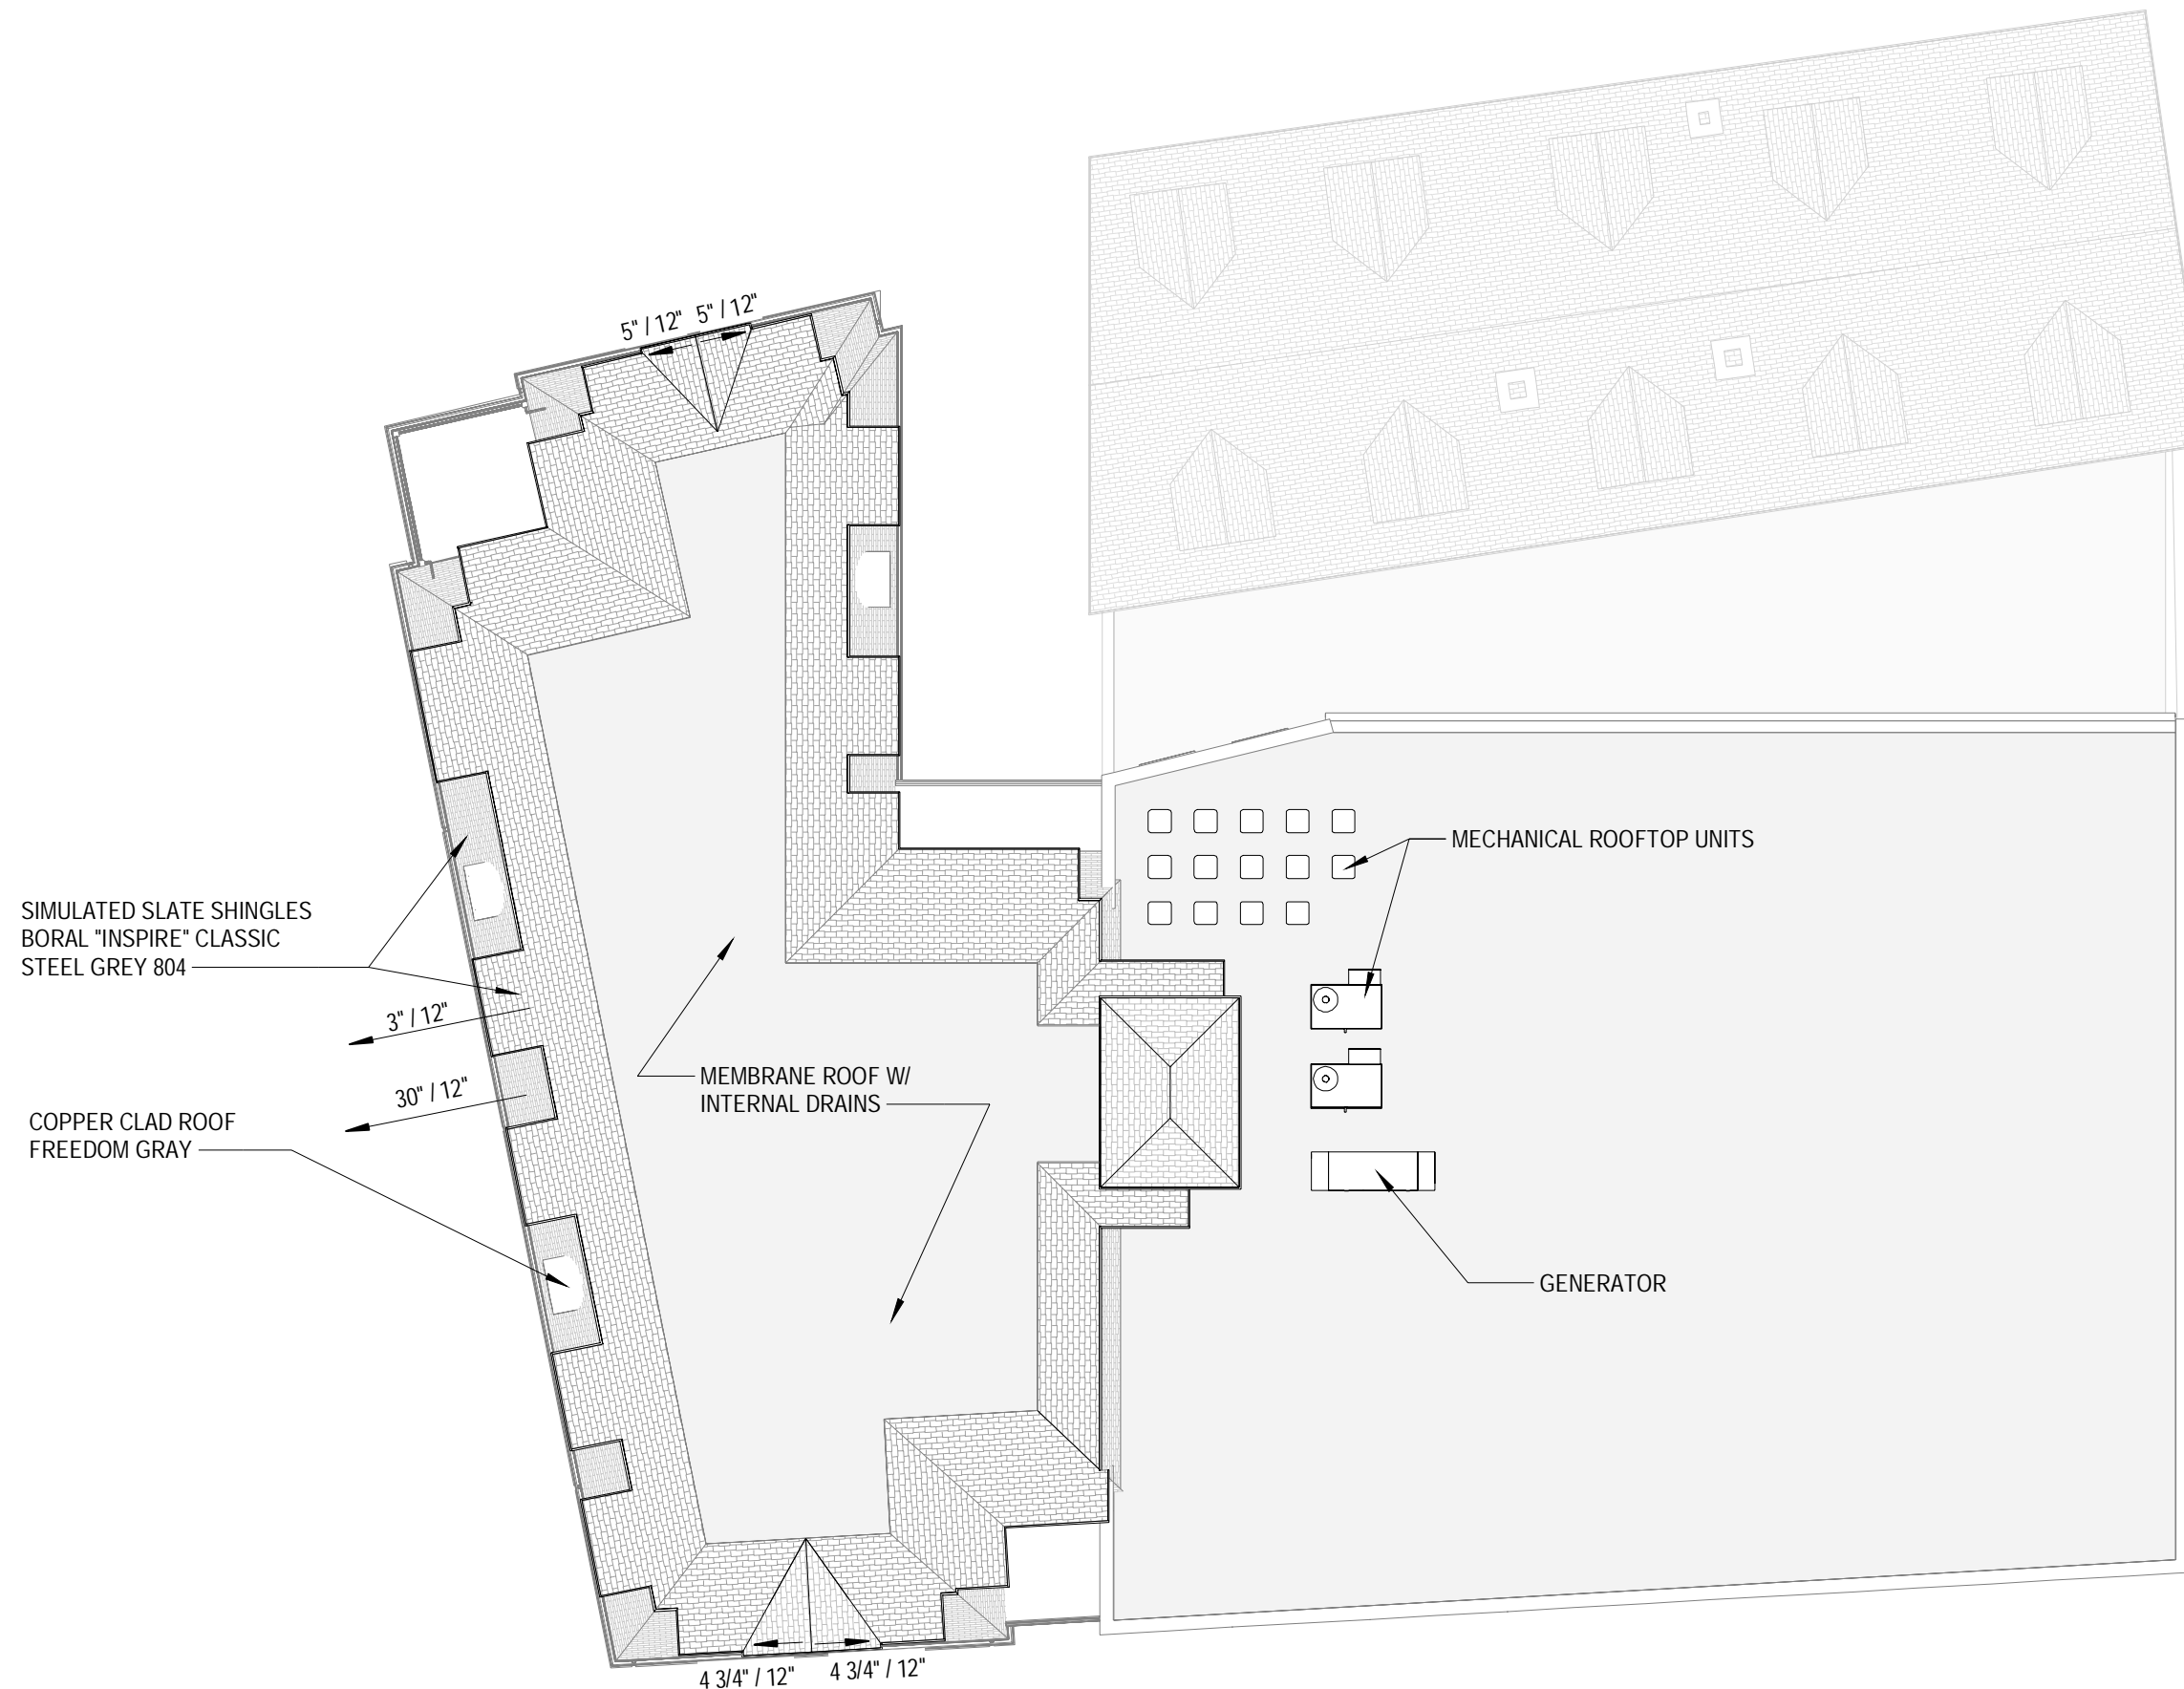 5" / 12" 5" / 12"
MECHANICAL ROOFTOP UNITS
SIMULATED SLATE SHINGLES
BORAL "INSPIRE" CLASSIC
STEEL GREY 804
3" / 12"
30" / 12"
MEMBRANE ROOF W/
INTERNAL DRAINS
COPPER CLAD ROOF
FREEDOM GRAY
GENERATOR
4 3/4" / 12" 4 3/4" / 12"